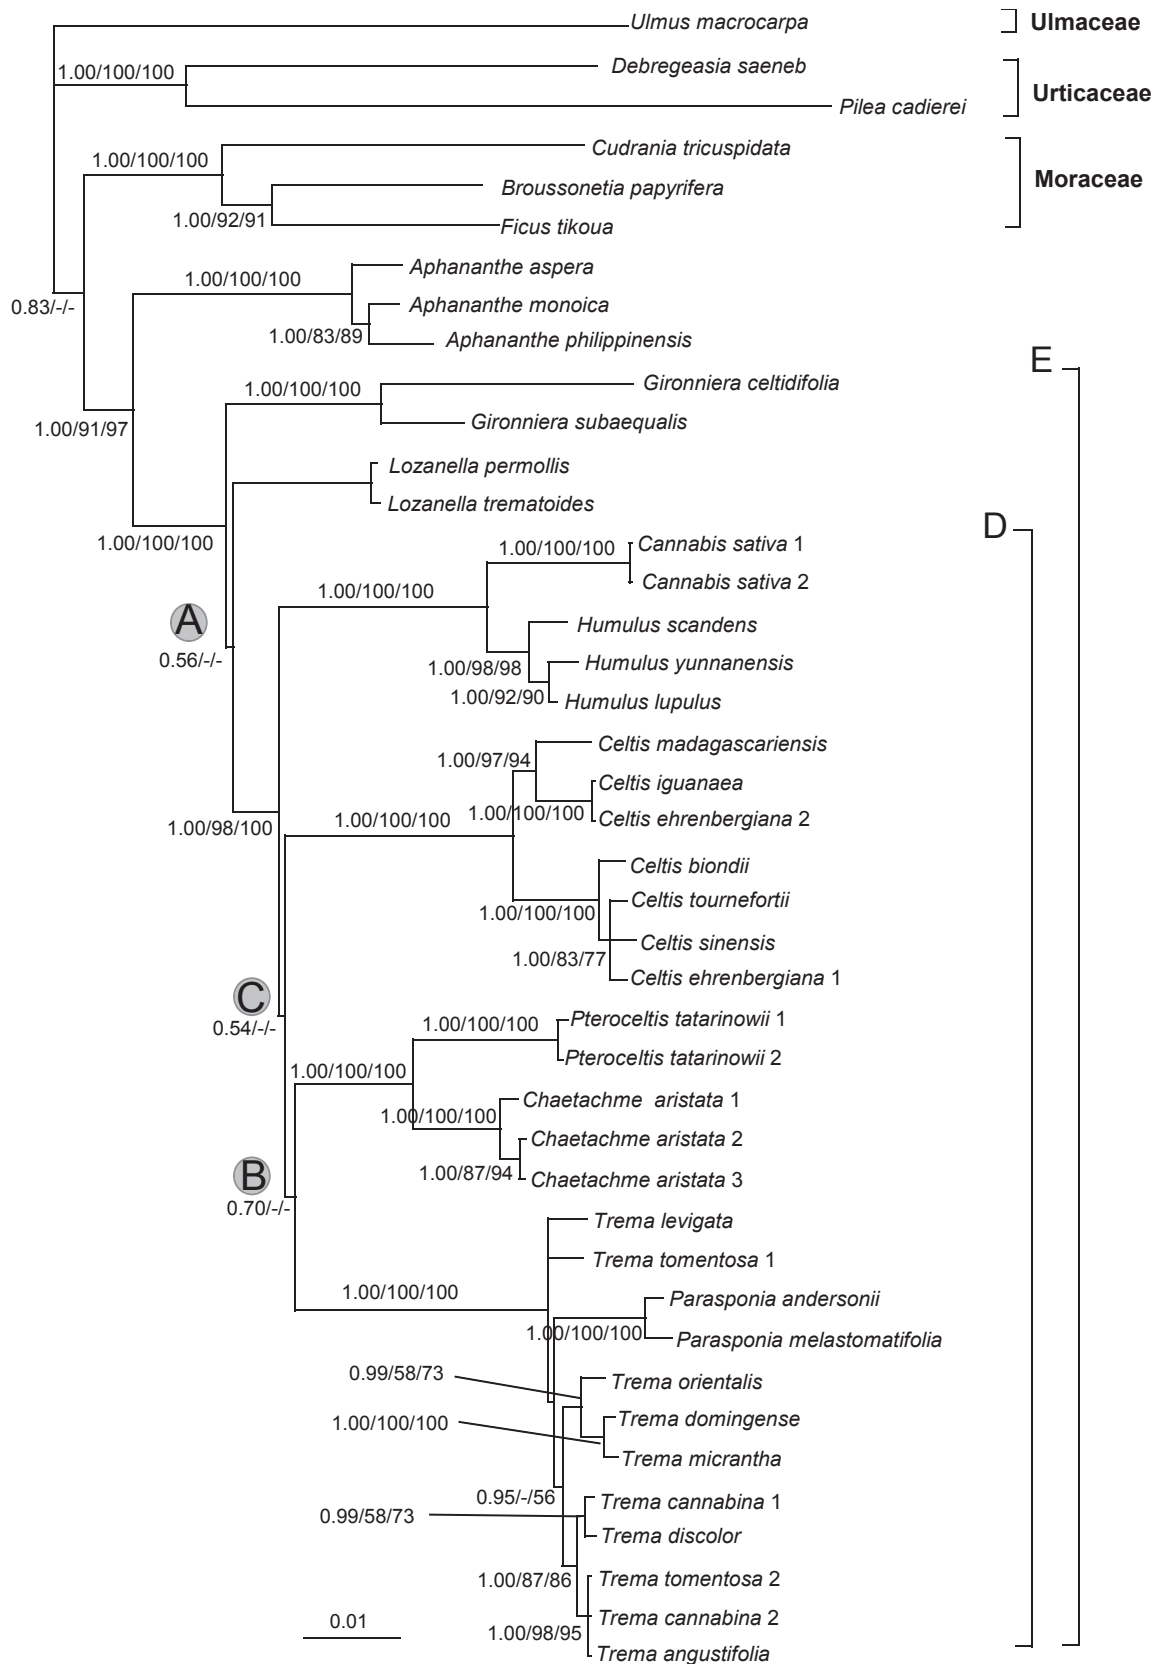 Ulmus macrocarpa
Ulmaceae
1.00/100/100
Debregeasia saeneb
Urticaceae
Pilea cadierei
1.00/100/100
Cudrania tricuspidata
Moraceae
Broussonetia papyrifera
1.00/92/91
Ficus tikoua
1.00/100/100
Aphananthe aspera
0.83/-/-
Aphananthe monoica
1.00/83/89
Aphananthe philippinensis
E
1.00/100/100
Gironniera celtidifolia
1.00/91/97
Gironniera subaequalis
Lozanella permollis
Lozanella trematoides
D
1.00/100/100
1.00/100/100
Cannabis sativa 1
Cannabis sativa 2
1.00/100/100
A
Humulus scandens
0.56/-/-
1.00/98/98
Humulus yunnanensis
1.00/92/90
Humulus lupulus
Celtis madagascariensis
1.00/97/94
Celtis iguanaea
1.00/100/100
Celtis ehrenbergiana 2
1.00/98/100
1.00/100/100
Celtis biondii
Celtis tournefortii
1.00/100/100
Celtis sinensis
1.00/83/77
Celtis ehrenbergiana 1
C
0.54/-/-
1.00/100/100
Pteroceltis tatarinowii 1
Pteroceltis tatarinowii 2
1.00/100/100
Chaetachme aristata 1
1.00/100/100
Chaetachme aristata 2
1.00/87/94
Chaetachme aristata 3
B
0.70/-/-
Trema levigata
Trema tomentosa 1
1.00/100/100
Parasponia andersonii
1.00/100/100
Parasponia melastomatifolia
0.99/58/73
Trema orientalis
1.00/100/100
Trema domingense
Trema micrantha
0.95/-/56
Trema cannabina 1
0.99/58/73
Trema discolor
1.00/87/86
Trema tomentosa 2
0.01
Trema cannabina 2
1.00/98/95
Trema angustifolia